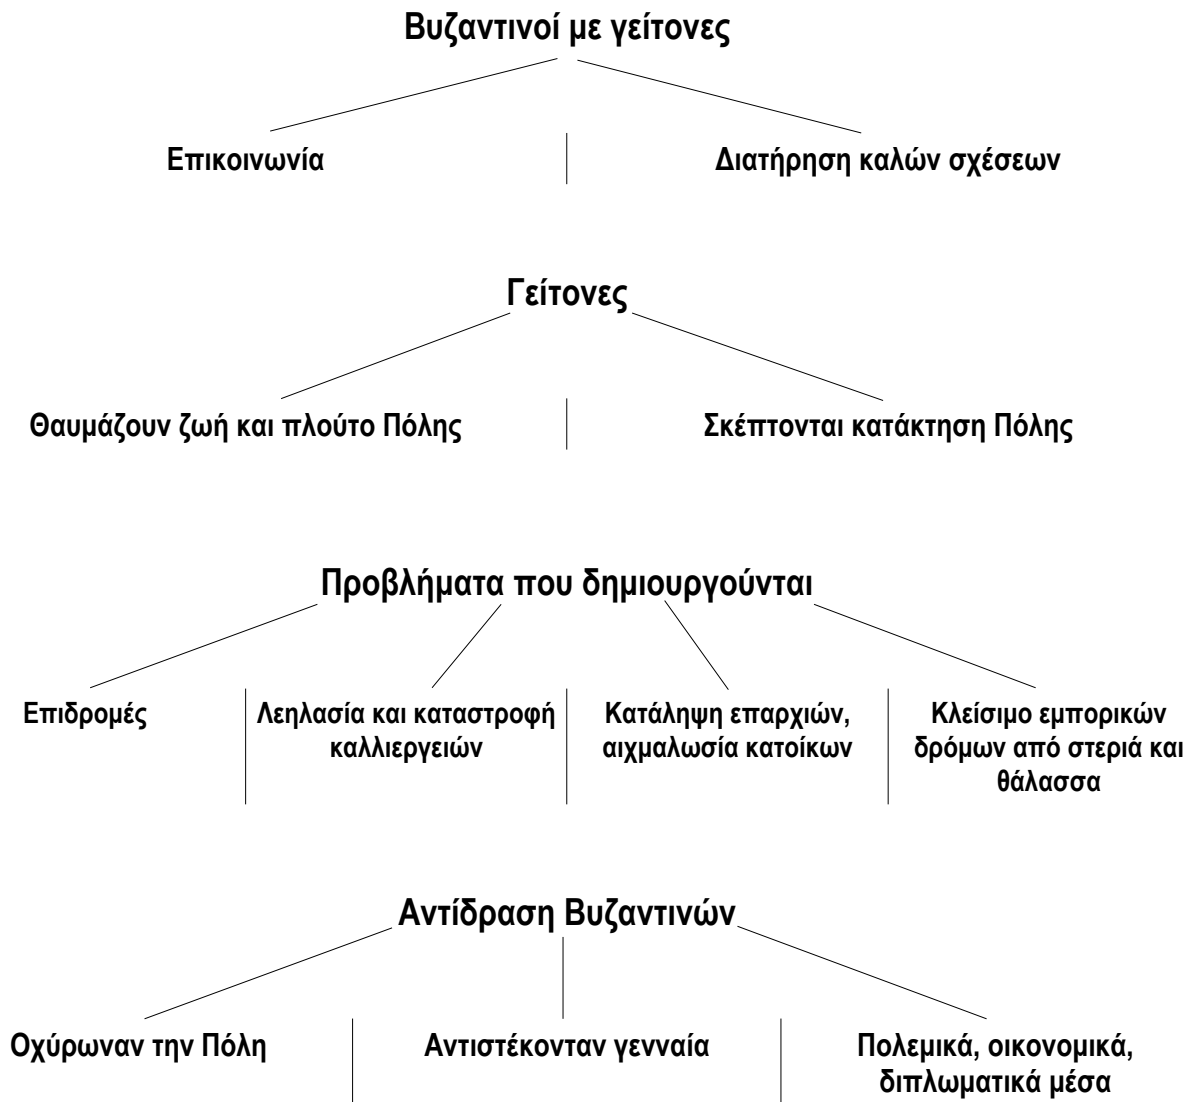 Βυζαντινοί με γείτονες
Επικοινωνία
Διατήρηση καλών σχέσεων
Γείτονες
Θαυμάζουν ζωή και πλούτο Πόλης
Σκέπτονται κατάκτηση Πόλης
Προβλήματα που δημιουργούνται
Επιδρομές
Λεηλασία και καταστροφή
καλλιεργειών
Κατάληψη επαρχιών,
αιχμαλωσία κατοίκων
Κλείσιμο εμπορικών
δρόμων από στεριά και
θάλασσα
Αντίδραση Βυζαντινών
Οχύρωναν την Πόλη
Αντιστέκονταν γενναία
Πολεμικά, οικονομικά,
διπλωματικά μέσα